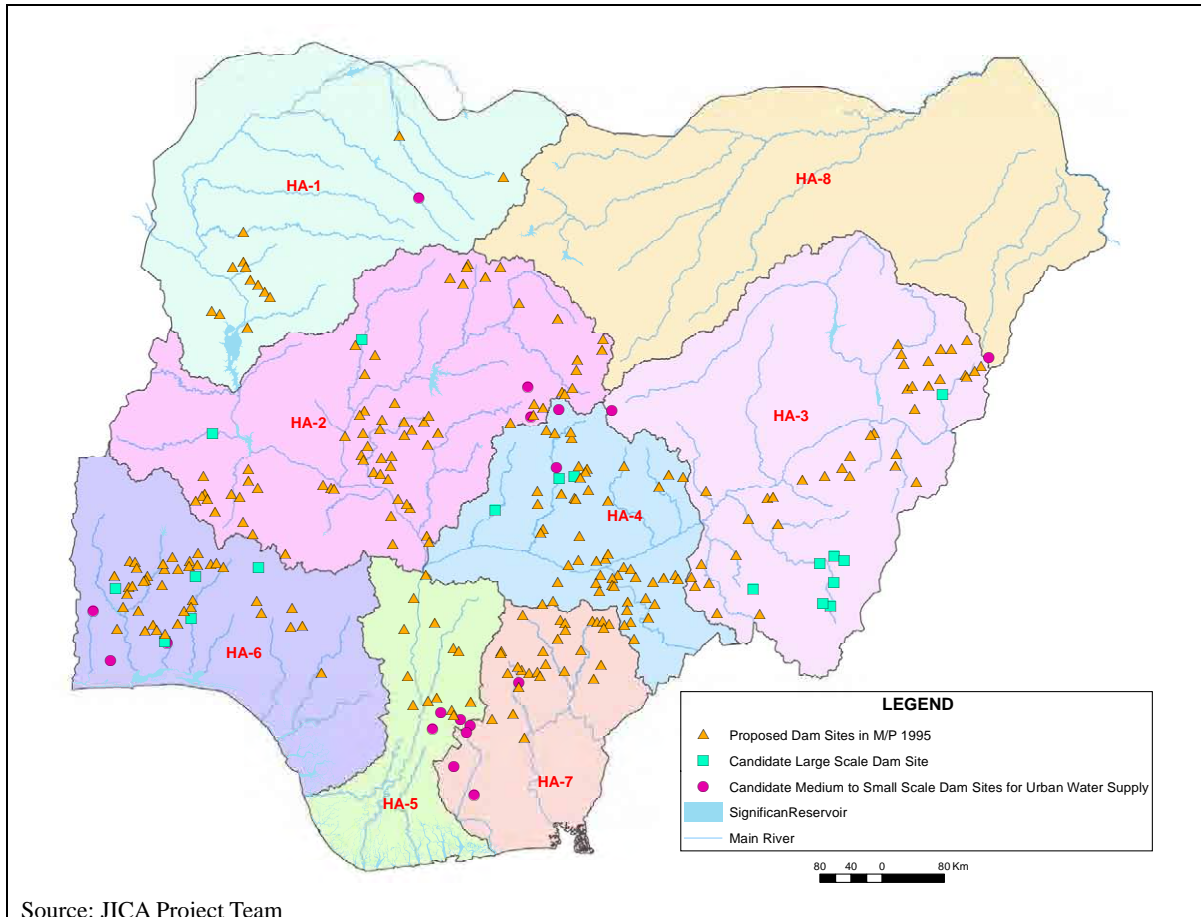 HA-1
HA-8
HA-2
HA-3
HA-4
HA-6
HA-5
HA-7
LEGEND
Proposed Dam Sites in M/P 1995
Candidate Large Scale Dam Site
Candidate Medium to Small Scale Dam Sites for Urban Water Supply
SignificanReservoir
Main River
80 40 0 80 Km
Source: JICA Project Team